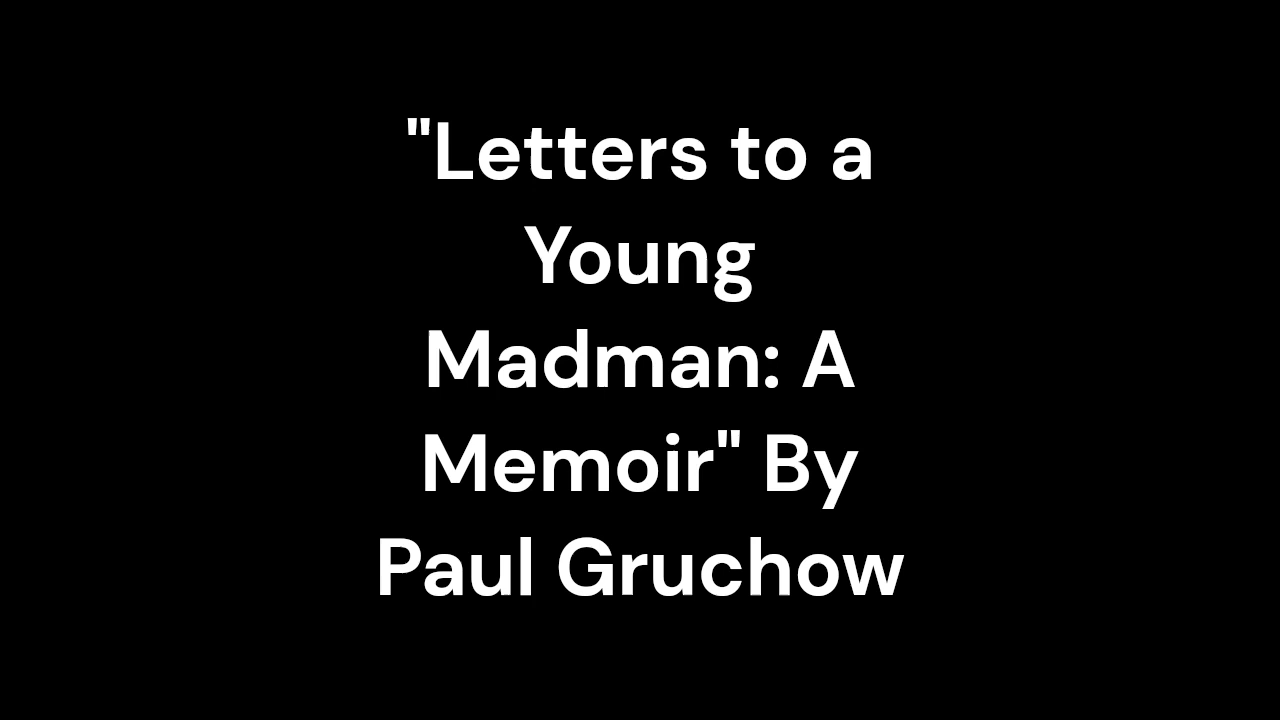 "Letters to a
Young
Madman: A
Memoir" By
Paul Gruchow